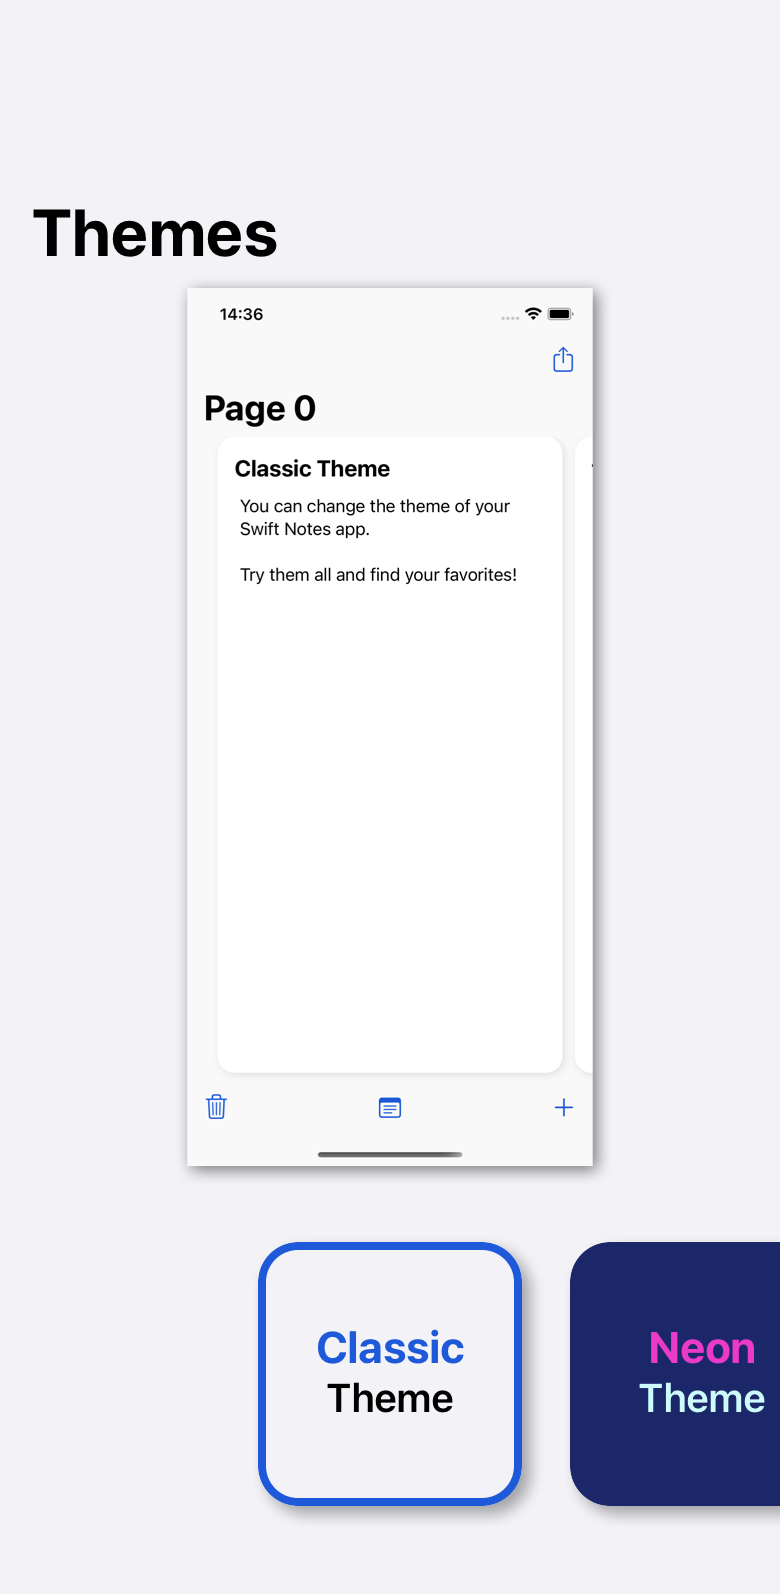 Themes
14:36
Page 0
Classic Theme
You can change the theme of your
Swift Notes app.
Try them all and find your favorites!
Classic
Theme
Neon
Theme